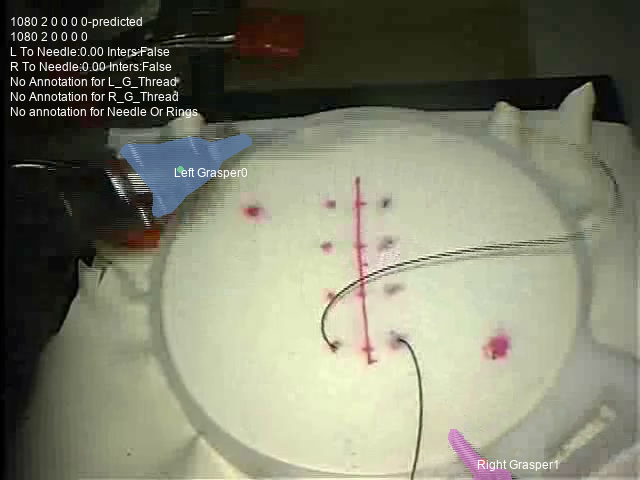 1080 2 0 0 0 0-predicted
1080 2 0 0 0 0
L To Needle:0.00 Inters:False
R To Needle:0.00 Inters:False
No Annotation for L_G_Thread
No Annotation for R_G_Thread
No annotation for Needle Or Rings
Left Grasper0
Right Grasper1